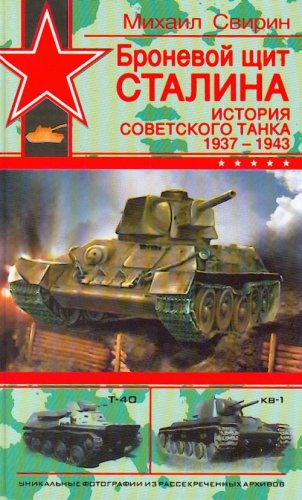 Михаил Свирин
Броневой щит
СТАЛИНА
ИСТОРИЯ
СОВЕТСКОГО ТАНКА
1937 – 1943
Т-40
КВ-1
УНИКАЛЬНЫЕ ФОТОГРАФИИ ИЗ РАССЕКРЕЧЕННЫХ АРХИВОВ